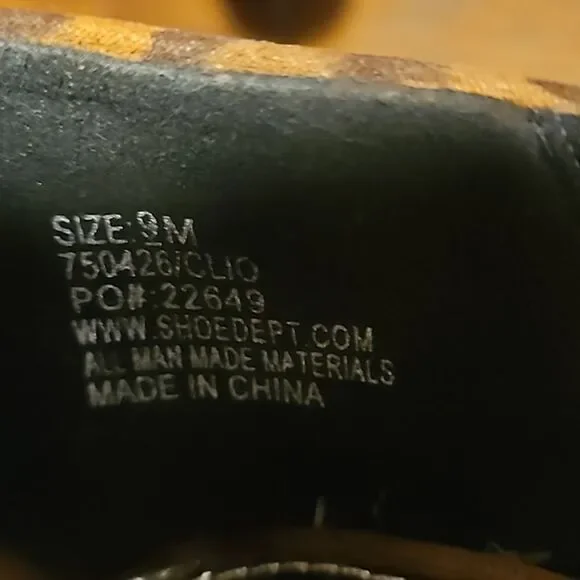 SIZE:9M
750426/CLIO
PO#:22649
WWW.SHOEDEPT.COM
ALL MAN MADE MATERIALS
MADE IN CHINA